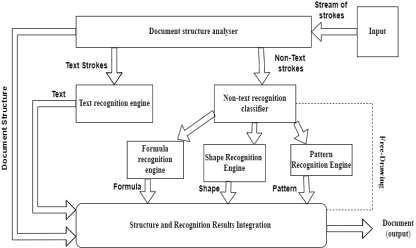 Stream of
strokes
Document structure analyser
Input
Text Strokes
Non-Text
strokes
Document Structure
Text
Text recognition engine
Non-text recognition
classifier
Free-Drawing
Formula
recognition
engine
Shape Recognition
Engine
Pattern
Recognition Engine
Formula
Shape
Pattern
Structure and Recognition Results Integration
Document
(output)